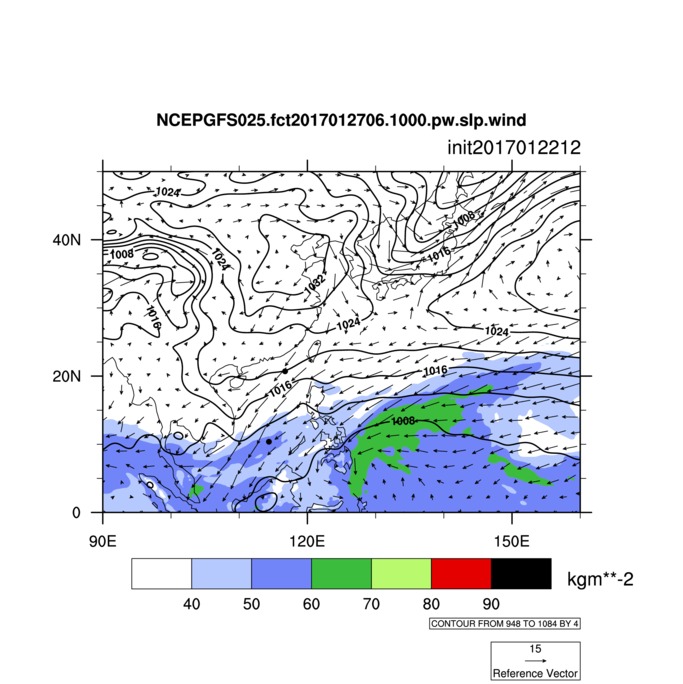 NCEPGFS025.fct2017012706.1000.pw.slp.wind
init2017012212
1024
1008
40N
1008
1016
1024
1032
1016
1024
1024
20N
1016
1016
1008
0
90E 120E 150E
kgm**-2
40 50 60 70 80 90
CONTOUR FROM 948 TO 1084 BY 4
15
Reference Vector